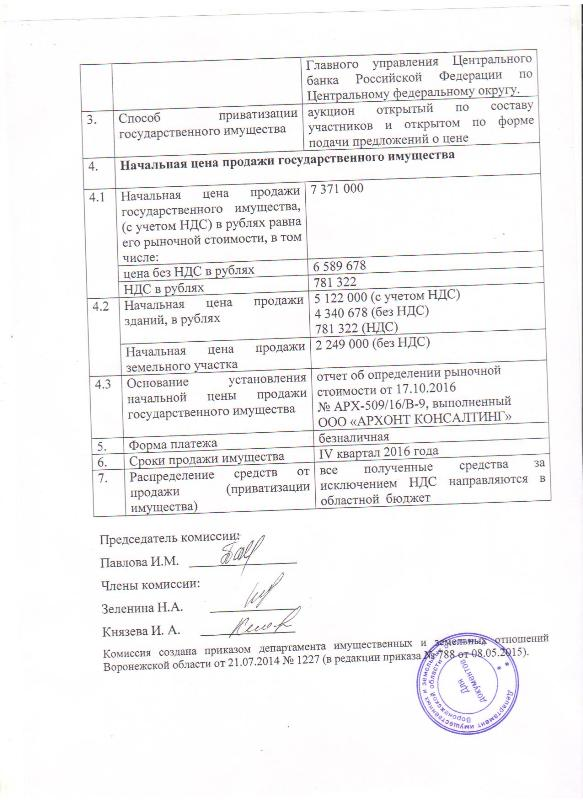 Главного управления Центрального
банка Российской Федерации по
Центральному федеральному округу.
3. Способ приватизации
государственного имущества
аукцион открытый по составу
участников и открытом по форме
подачи предложений о цене
4. Начальная цена продажи государственного имущества
4.1 Начальная цена продажи
государственного имущества,
(с учетом НДС) в рублях равна
его рыночной стоимости, в том
числе:
7 371 000
цена без НДС в рублях 6 589 678
НДС в рублях 781 322
4.2 Начальная цена продажи
зданий, в рублях
5 122 000 (с учетом НДС)
4 340 678 (без НДС)
781 322 (НДС)
Начальная цена продажи
земельного участка
2 249 000 (без НДС)
4.3 Основание установления
начальной цены продажи
государственного имущества
отчет об определении рыночной
стоимости от 17.10.2016
№ АРХ-509/16/В-9, выполненный
ООО «АРХОНТ КОНСАЛТИНГ»
5. Форма платежа безналичная
6. Сроки продажи имущества IV квартал 2016 года
7. Распределение средств от
продажи (приватизации
имущества)
все полученные средства за
исключением НДС направляются в
областной бюджет
Председатель комиссии:
Павлова И.М.
Члены комиссии:
Зеленина Н.А.
Князева И. А.
Комиссия создана приказом департамента имущественных и земельных отношений
Воронежской области от 21.07.2014 № 1227 (в редакции приказа № 788 от 08.05.2015).
Департамент имущественных и земельных
Воронежской области
Для
документов